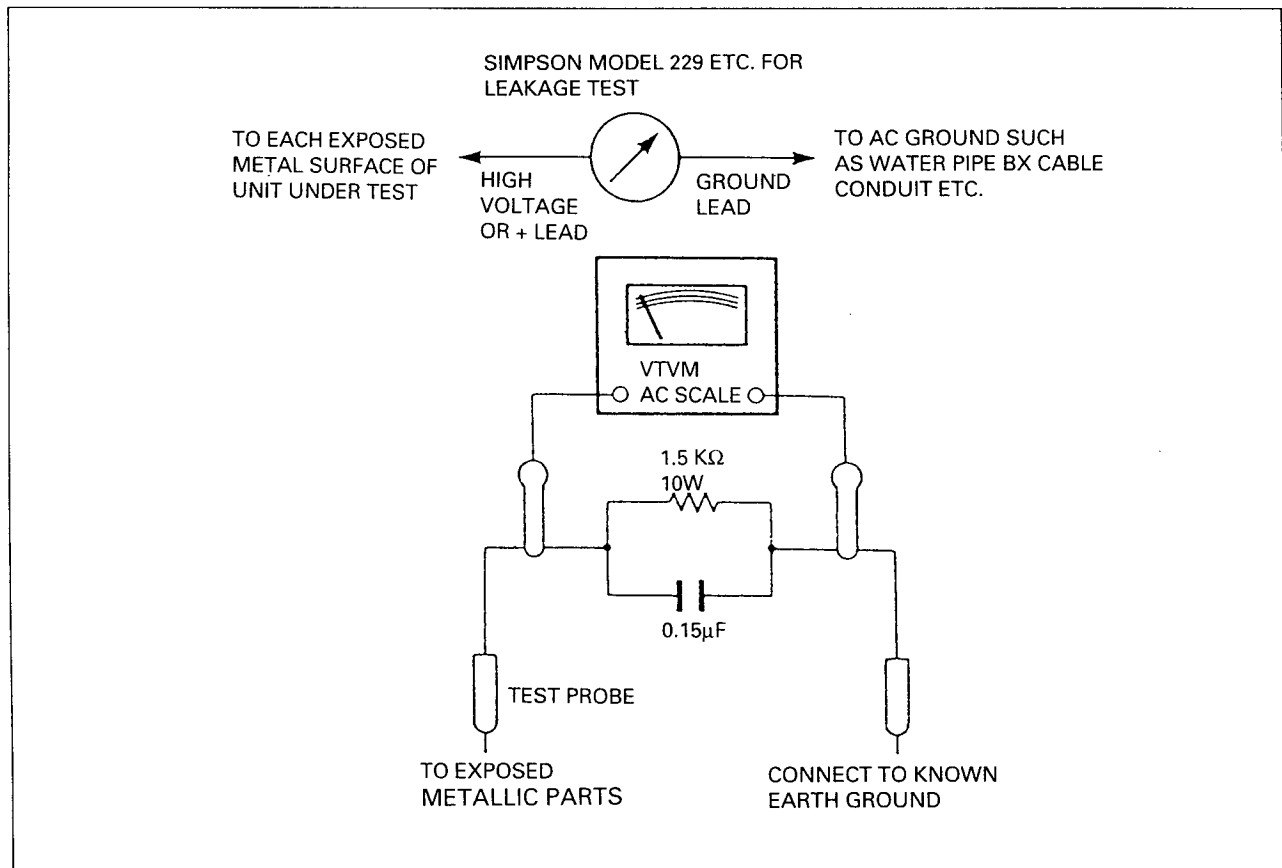 SIMPSON MODEL 229 ETC. FOR
LEAKAGE TEST
TO EACH EXPOSED
METAL SURFACE OF
UNIT UNDER TEST
HIGH
VOLTAGE
OR + LEAD
GROUND
LEAD
TO AC GROUND SUCH
AS WATER PIPE BX CABLE
CONDUIT ETC.
VTVM
AC SCALE
1.5 KΩ
10W
0.15µF
TEST PROBE
TO EXPOSED
METALLIC PARTS
CONNECT TO KNOWN
EARTH GROUND